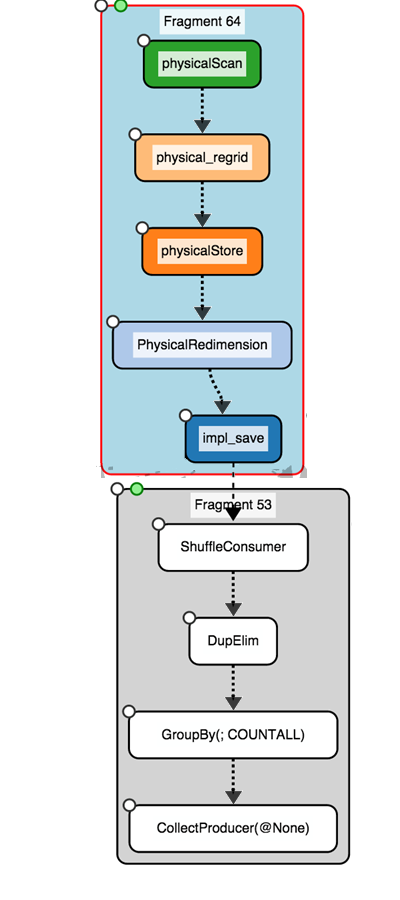 Fragment 64
physicalScan
physical_regrid
physicalStore
PhysicalRedimension
impl_save
Fragment 53
ShuffleConsumer
DupElim
GroupBy(; COUNTALL)
CollectProducer(@None)